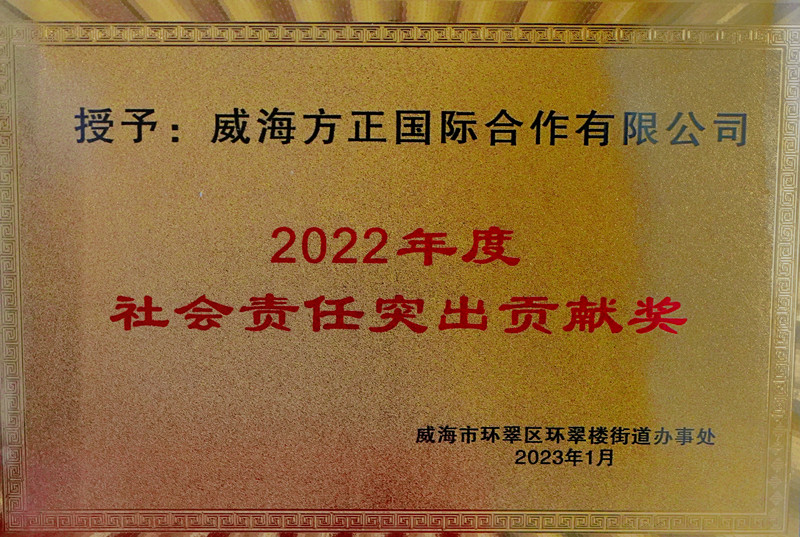 授予：威海方正国际合作有限公司
2022年度
社会责任突出贡献奖
威海市环翠区环翠楼街道办事处
2023年1月